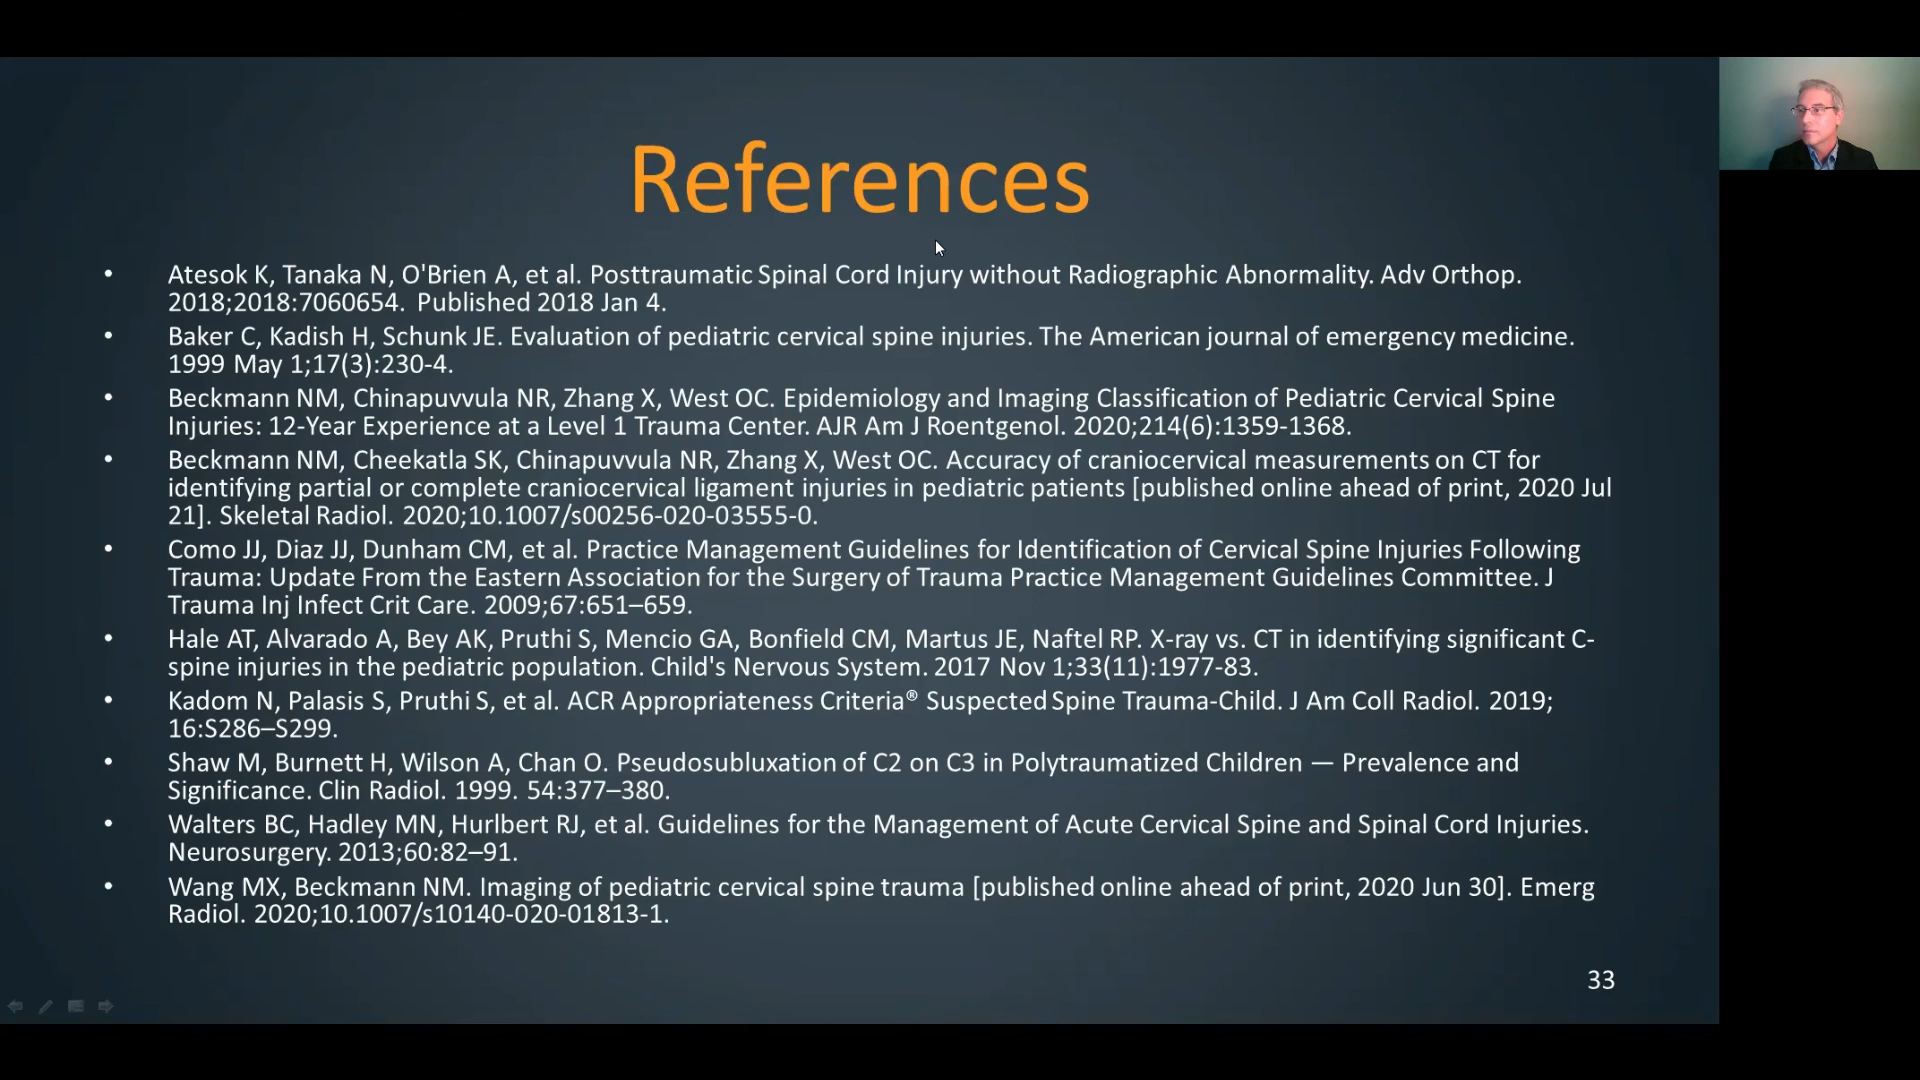 References
• Atesok K, Tanaka N, O'Brien A, et al. Posttraumatic Spinal Cord Injury without Radiographic Abnormality. Adv Orthop.
2018;2018:7060654. Published 2018 Jan 4.
• Baker C, Kadish H, Schunk JE. Evaluation of pediatric cervical spine injuries. The American journal of emergency medicine.
1999 May 1;17(3):230-4.
• Beckmann NM, Chinapuvvula NR, Zhang X, West OC. Epidemiology and Imaging Classification of Pediatric Cervical Spine
Injuries: 12-Year Experience at a Level 1 Trauma Center. AJR Am J Roentgenol. 2020;214(6):1359-1368.
• Beckmann NM, Cheekatla SK, Chinapuvvula NR, Zhang X, West OC. Accuracy of craniocervical measurements on CT for
identifying partial or complete craniocervical ligament injuries in pediatric patients [published online ahead of print, 2020 Jul
21]. Skeletal Radiol. 2020;10.1007/s00256-020-03555-0.
• Como JJ, Diaz JJ, Dunham CM, et al. Practice Management Guidelines for Identification of Cervical Spine Injuries Following
Trauma: Update From the Eastern Association for the Surgery of Trauma Practice Management Guidelines Committee. J
Trauma Inj Infect Crit Care. 2009;67:651–659.
• Hale AT, Alvarado A, Bey AK, Pruthi S, Mencio GA, Bonfield CM, Martus JE, Naftel RP. X-ray vs. CT in identifying significant C-
spine injuries in the pediatric population. Child's Nervous System. 2017 Nov 1;33(11):1977-83.
• Kadom N, Palasis S, Pruthi S, et al. ACR Appropriateness Criteria® Suspected Spine Trauma-Child. J Am Coll Radiol. 2019;
16:S286–S299.
• Shaw M, Burnett H, Wilson A, Chan O. Pseudosubluxation of C2 on C3 in Polytraumatized Children — Prevalence and
Significance. Clin Radiol. 1999. 54:377–380.
• Walters BC, Hadley MN, Hurlbert RJ, et al. Guidelines for the Management of Acute Cervical Spine and Spinal Cord Injuries.
Neurosurgery. 2013;60:82–91.
• Wang MX, Beckmann NM. Imaging of pediatric cervical spine trauma [published online ahead of print, 2020 Jun 30]. Emerg
Radiol. 2020;10.1007/s10140-020-01813-1.
33